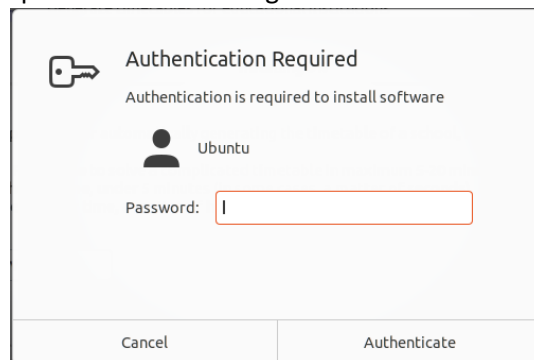 Authentication Required
Authentication is required to install software
Ubuntu
Password:
Cancel Authenticate